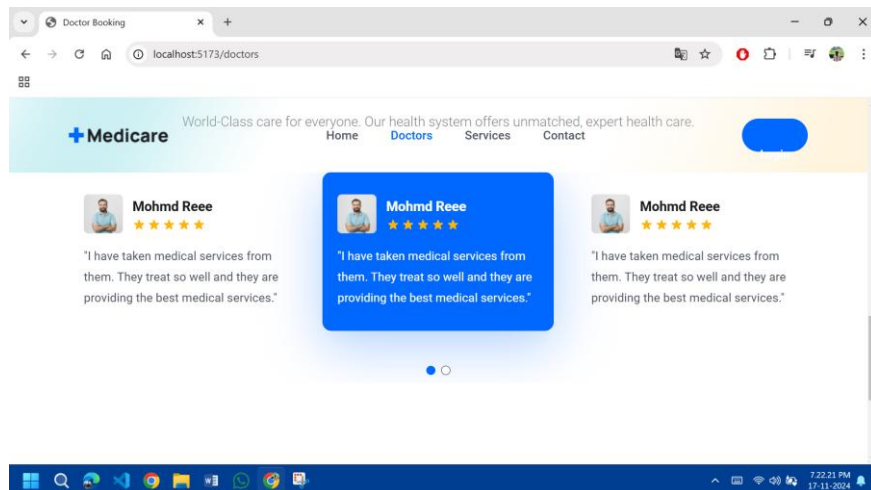 Doctor Booking
localhost:5173/doctors
World-Class care for everyone. Our health system offers unmatched, expert health care.
Medicare
Home Doctors Services Contact
Mohmd Reee
"I have taken medical services from
them. They treat so well and they are
providing the best medical services."
Mohmd Reee
"I have taken medical services from
them. They treat so well and they are
providing the best medical services."
Mohmd Reee
"I have taken medical services from
them. They treat so well and they are
providing the best medical services."
7.22.21 PM
17-11-2024